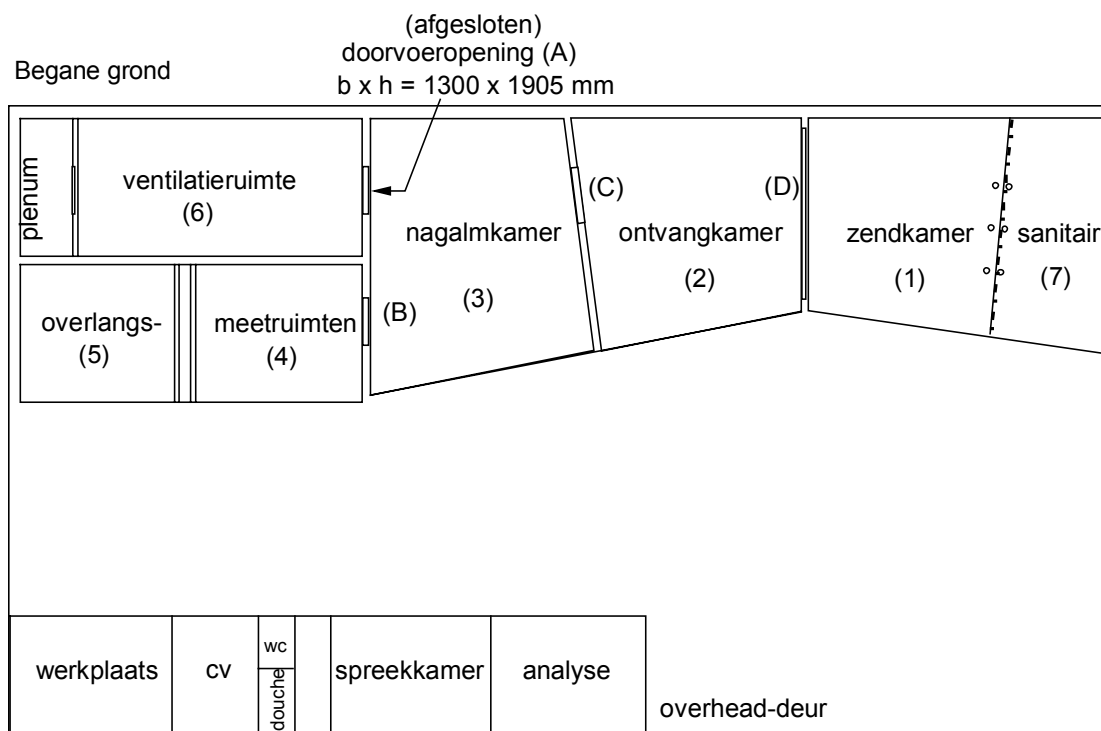 (afgesloten)
doorvoeropening (A)
b x h = 1300 x 1905 mm
Begane grond
plenum
ventilatieruimte
(6)
nagalmkamer
(3)
(C)
ontvangkamer
(2)
(D)
zendkamer
(1)
sanitair
(7)
overlangs-
(5)
meetruimten
(4)
(B)
werkplaats
cv
wc
douche
spreekkamer
analyse
overhead-deur